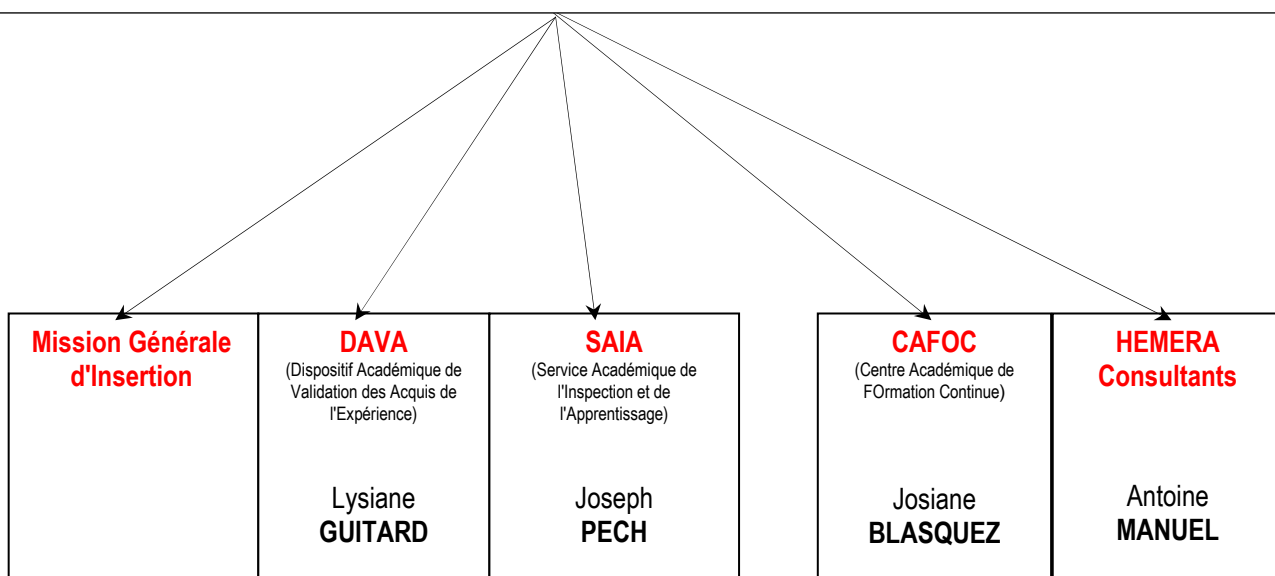 Mission Générale
d'Insertion
DAVA
(Dispositif Académique de
Validation des Acquis de
l'Expérience)
Lysiane
GUITARD
SAIA
(Service Académique de
l'Inspection et de
l'Apprentissage)
Joseph
PECH
CAFOC
(Centre Académique de
FOrmation Continue)
Josiane
BLASQUEZ
HEMERA
Consultants
Antoine
MANUEL